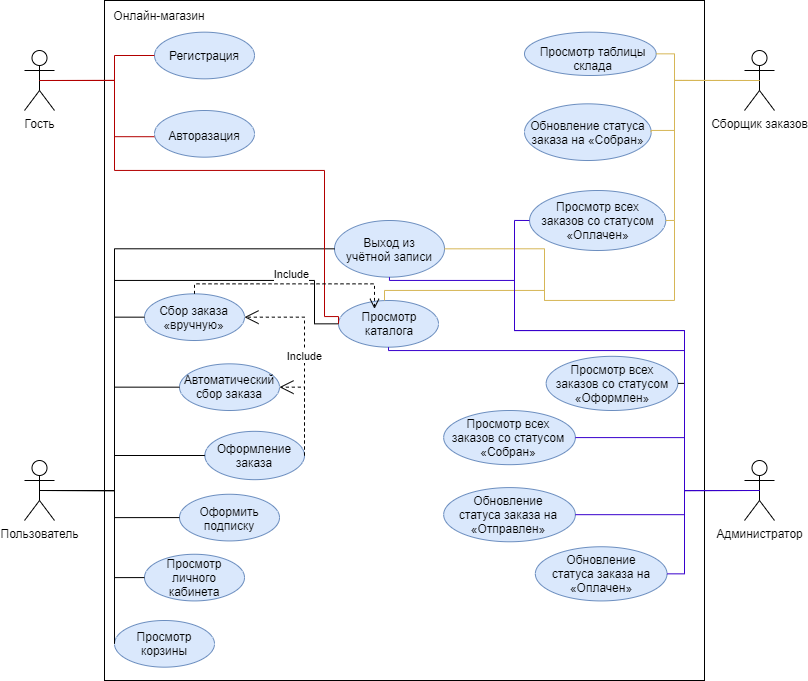 Онлайн-магазин
Регистрация
Авторазация
Гость
Просмотр таблицы
склада
Обновление статуса
заказа на «Собран»
Сборщик заказов
Просмотр всех
заказов со статусом
«Оплачен»
Выход из
учётной записи
Include
Сбор заказа
«вручную»
Просмотр
каталога
Include
Автоматический
сбор заказа
Просмотр всех
заказов со статусом
«Оформлен»
Просмотр всех
заказов со статусом
«Собран»
Оформление
заказа
Пользователь
Оформить
подписку
Обновление
статуса заказа на
«Отправлен»
Администратор
Просмотр
личного
кабинета
Обновление
статуса заказа на
«Оплачен»
Просмотр
корзины